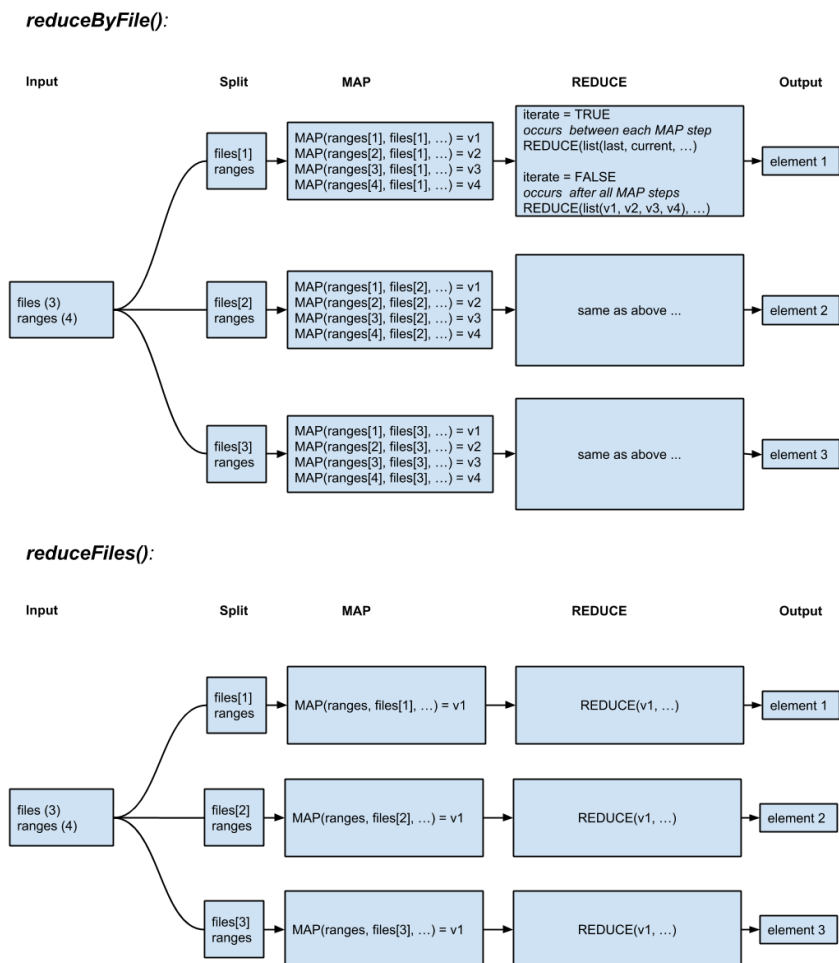 reduceByFile():
Input Split MAP REDUCE Output
files (3)
ranges (4)
files[1]
ranges
MAP(ranges[1], files[1], …) = v1
MAP(ranges[2], files[1], …) = v2
MAP(ranges[3], files[1], …) = v3
MAP(ranges[4], files[1], …) = v4
iterate = TRUE
occurs between each MAP step
REDUCE(list(last, current, …)
iterate = FALSE
occurs after all MAP steps
REDUCE(list(v1, v2, v3, v4), …)
element 1
files[2]
ranges
MAP(ranges[1], files[2], …) = v1
MAP(ranges[2], files[2], …) = v2
MAP(ranges[3], files[2], …) = v3
MAP(ranges[4], files[2], …) = v4
same as above ...
element 2
files[3]
ranges
MAP(ranges[1], files[3], …) = v1
MAP(ranges[2], files[3], …) = v2
MAP(ranges[3], files[3], …) = v3
MAP(ranges[4], files[3], …) = v4
same as above ...
element 3
reduceFiles():
Input Split MAP REDUCE Output
files (3)
ranges (4)
files[1]
ranges
MAP(ranges, files[1], …) = v1
REDUCE(v1, …)
element 1
files[2]
ranges
MAP(ranges, files[2], …) = v1
REDUCE(v1, …)
element 2
files[3]
ranges
MAP(ranges, files[3], …) = v1
REDUCE(v1, …)
element 3